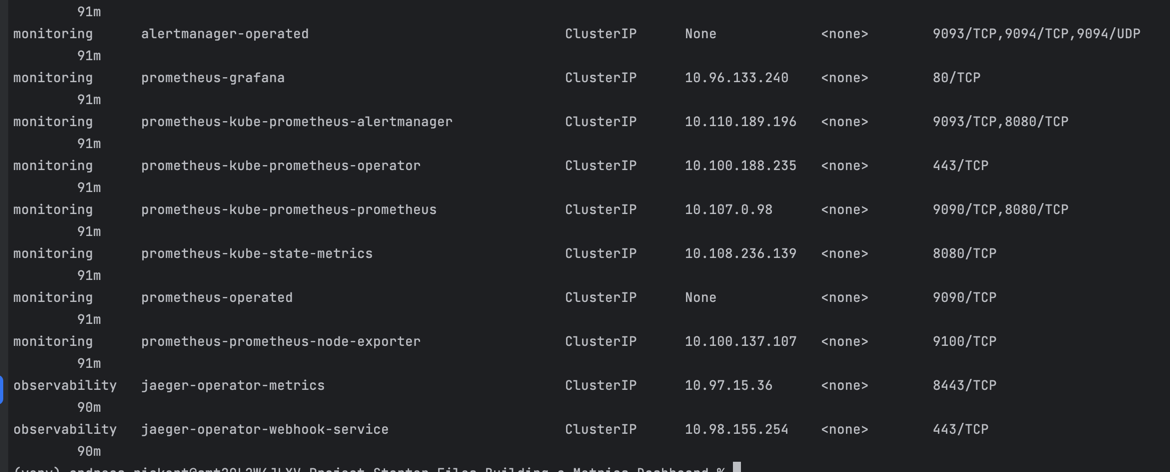 91m
monitoring alertmanager-operated ClusterIP None <none> 9093/TCP,9094/TCP,9094/UDP
91m
monitoring prometheus-grafana ClusterIP 10.96.133.240 <none> 80/TCP
91m
monitoring prometheus-kube-prometheus-alertmanager ClusterIP 10.110.189.196 <none> 9093/TCP,8080/TCP
91m
monitoring prometheus-kube-prometheus-operator ClusterIP 10.100.188.235 <none> 443/TCP
91m
monitoring prometheus-kube-prometheus-prometheus ClusterIP 10.107.0.98 <none> 9090/TCP,8080/TCP
91m
monitoring prometheus-kube-state-metrics ClusterIP 10.108.236.139 <none> 8080/TCP
91m
monitoring prometheus-operated ClusterIP None <none> 9090/TCP
91m
monitoring prometheus-prometheus-node-exporter ClusterIP 10.100.137.107 <none> 9100/TCP
91m
observability jaeger-operator-metrics ClusterIP 10.97.15.36 <none> 8443/TCP
90m
observability jaeger-operator-webhook-service ClusterIP 10.98.155.254 <none> 443/TCP
90m
Project Starter Files Building a Metrics Dashboard %